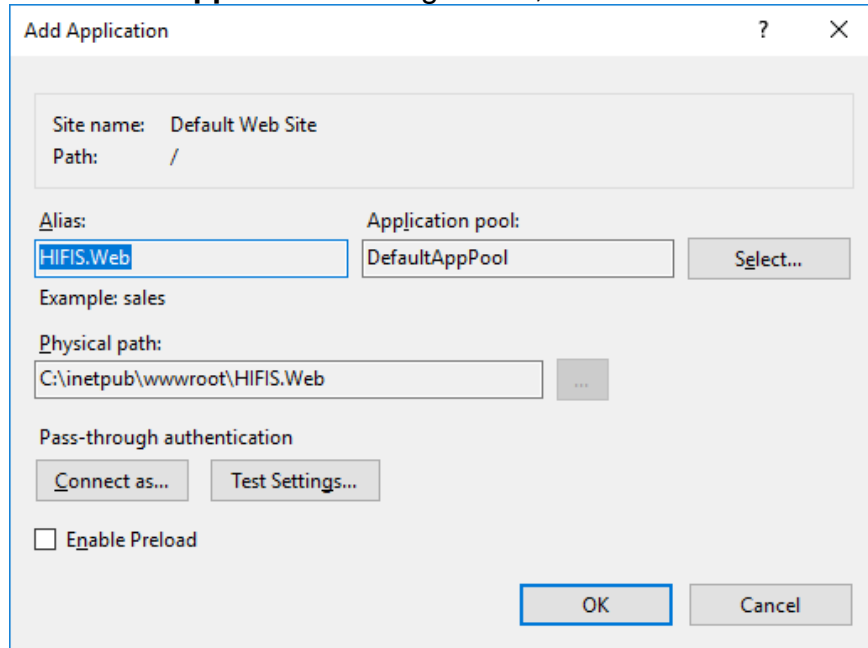 Add Application ?
Site name: Default Web Site
Path: /
Alias: Application pool:
HIFIS.Web DefaultAppPool Select...
Example: sales
Physical path:
C:\inetpub\wwwroot\HIFIS.Web ...
Pass-through authentication
Connect as... Test Settings...
Enable Preload
OK Cancel